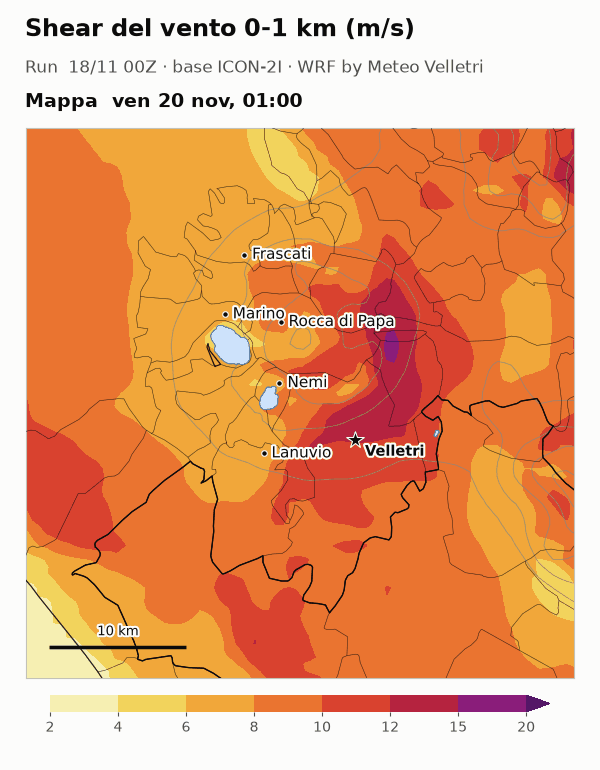 Shear del vento 0-1 km (m/s)
Run  18/11 00Z · base ICON-2I · WRF by Meteo Velletri
Mappa  ven 20 nov, 01:00
Frascati
Marino
Rocca di Papa
Nemi
Velletri
Lanuvio
10 km
2 4 6 8 10 12 15 20